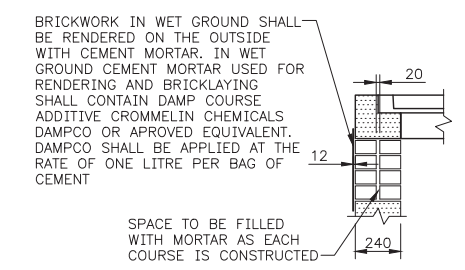 BRICKWORK IN WET GROUND SHALL
BE RENDERED ON THE OUTSIDE
WITH CEMENT MORTAR. IN WET
GROUND CEMENT MORTAR USED FOR
RENDERING AND BRICKLAYING
SHALL CONTAIN DAMP COURSE
ADDITIVE CROMMELIN CHEMICALS
DAMPCO OR APROVED EQUIVALENT.
DAMPCO SHALL BE APPLIED AT THE
RATE OF ONE LITRE PER BAG OF
CEMENT
20
12
SPACE TO BE FILLED
WITH MORTAR AS EACH
COURSE IS CONSTRUCTED
240